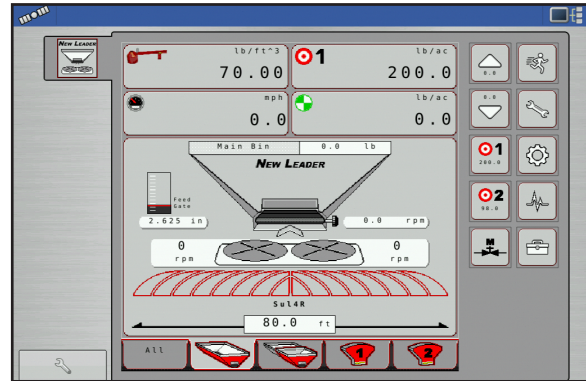 NEW LEADER
lb/ft^3
70.00
1
lb/ac
200.0
mph
0.0
lb/ac
0.0
0.0
0.0
1
200.0
2
90.0
M
Main Bin
0.0 lb
NEW LEADER
Feed
Gate
2.625 in
0.0 rpm
0
rpm
0
rpm
Sul4R
80.0 ft
All
1
2